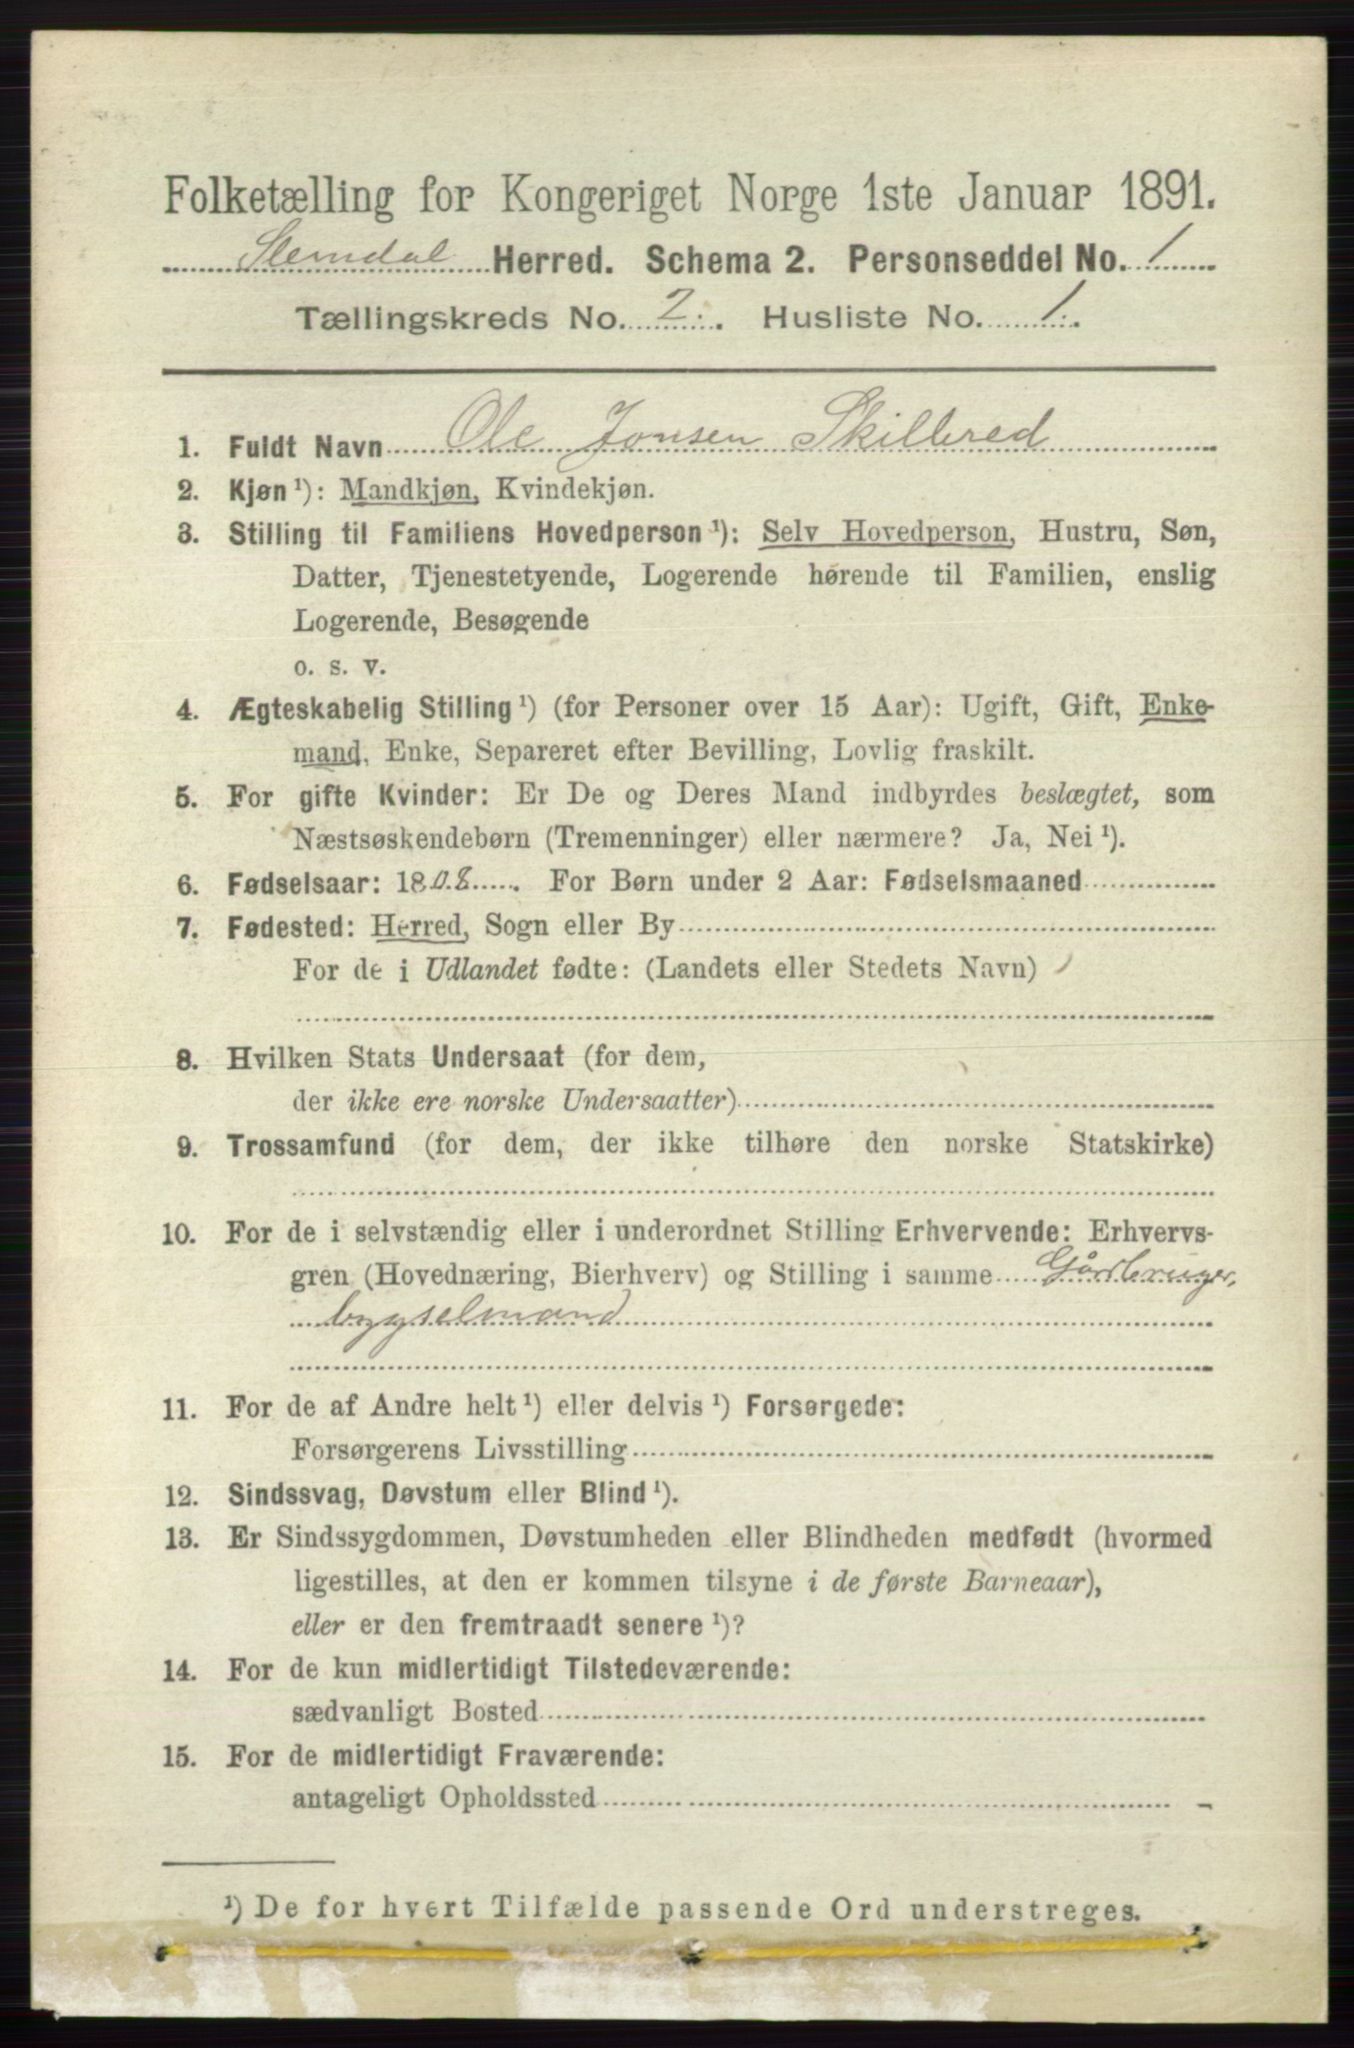 Folketælling for Kongeriget Norge 1ste Januar 1891.
Slemdal Herred. Schema 2. Personseddel No. 1
Tællingskreds No. 2. Husliste No. 1.
1. Fuldt Navn Ole Jonsen Skillered
2. Kjøn ¹): Mandkjøn, Kvindekjøn.
3. Stilling til Familiens Hovedperson ¹): Selv Hovedperson, Hustru, Søn,
Datter, Tjenestetyende, Logerende hørende til Familien, enslig
Logerende, Besøgende
o. s. v.
4. Ægteskabelig Stilling ¹) (for Personer over 15 Aar): Ugift, Gift, Enke-
mand, Enke, Separeret efter Bevilling, Lovlig fraskilt.
5. For gifte Kvinder: Er De og Deres Mand indbyrdes beslægtet, som
Næstsøskendebørn (Tremenninger) eller nærmere? Ja, Nei ¹).
6. Fødselsaar: 1808. For Børn under 2 Aar: Fødselsmaaned
7. Fødested: Herred, Sogn eller By
For de i Udlandet fødte: (Landets eller Stedets Navn)
8. Hvilken Stats Undersaat (for dem,
der ikke ere norske Undersaatter)
9. Trossamfund (for dem, der ikke tilhøre den norske Statskirke)
10. For de i selvstændig eller i underordnet Stilling Erhvervende: Erhvervs-
gren (Hovednæring, Bierhverv) og Stilling i samme Gårdbruger,
bygselmand
11. For de af Andre helt ¹) eller delvis ¹) Forsørgede:
Forsørgerens Livsstilling
12. Sindssvag, Døvstum eller Blind ¹).
13. Er Sindssygdommen, Døvstumheden eller Blindheden medfødt (hvormed
ligestilles, at den er kommen tilsyne i de første Barneaar),
eller er den fremtraadt senere ¹)?
14. For de kun midlertidigt Tilstedeværende:
sædvanligt Bosted
15. For de midlertidigt Fraværende:
antageligt Opholdssted
¹) De for hvert Tilfælde passende Ord understreges.